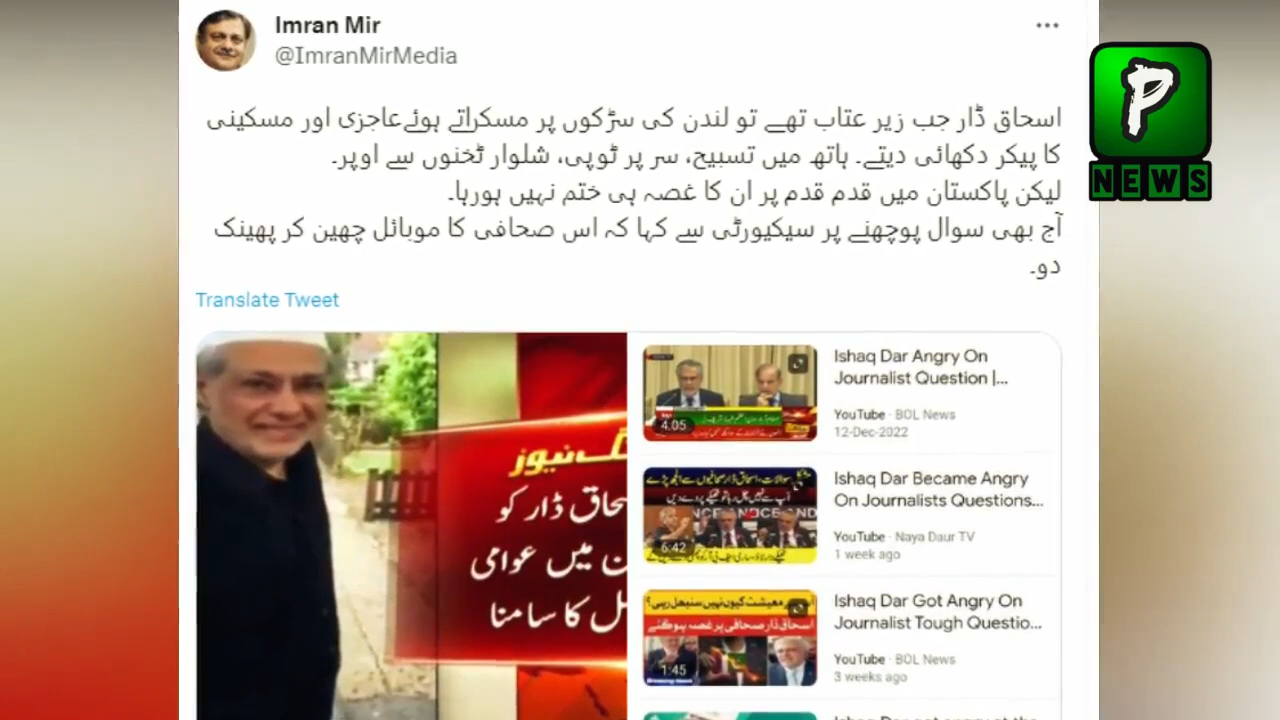 Imran Mir
@ImranMirMedia
اسحاق ڈار جب زیر عتاب تھے تو لندن کی سڑکوں پر مسکراتے ہوئےعاجزی اور مسکینی
کا پیکر دکھائی دیتے۔ ہاتھ میں تسبیح، سر پر ٹوپی، شلوار ٹخنوں سے اوپر۔
لیکن پاکستان میں قدم قدم پر ان کا غصہ ہی ختم نہیں ہورہا۔
آج بھی سوال پوچھنے پر سیکیورٹی سے کہا کہ اس صحافی کا موبائل چھین کر پھینک
دو۔
Translate Tweet
P
NEWS
نیوز
ڈار کو
میں عوامی
کا سامنا
4:05
Ishaq Dar Angry On
Journalist Question |...
YouTube · BOL News
12-Dec-2022
6:42
Ishaq Dar Became Angry
On Journalists Questions...
YouTube · Naya Daur TV
1 week ago
معیشت کیوں نہیں سنبھل رہی؟
اسحاق ڈار صحافی پر غصہ ہوگئے
1:45
Ishaq Dar Got Angry On
Journalist Tough Questio...
YouTube · BOL News
3 weeks ago